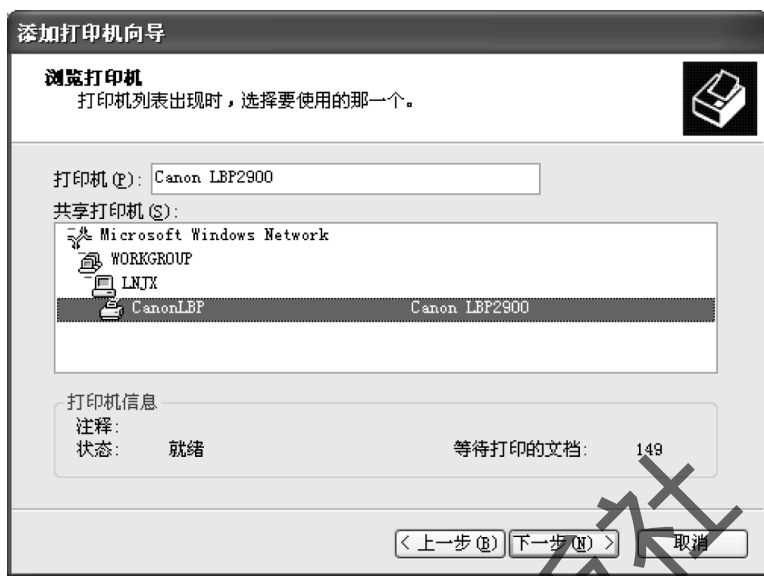 添加打印机向导
浏览打印机
打印机列表出现时，选择要使用的那一个。
打印机(P): Canon LBP2900
共享打印机(S):
Microsoft Windows Network
WORKGROUP
LNJX
CanonLBP Canon LBP2900
打印机信息
注释:
状态: 就绪 等待打印的文档: 149
< 上一步(B) 下一步(N) > 取消
社